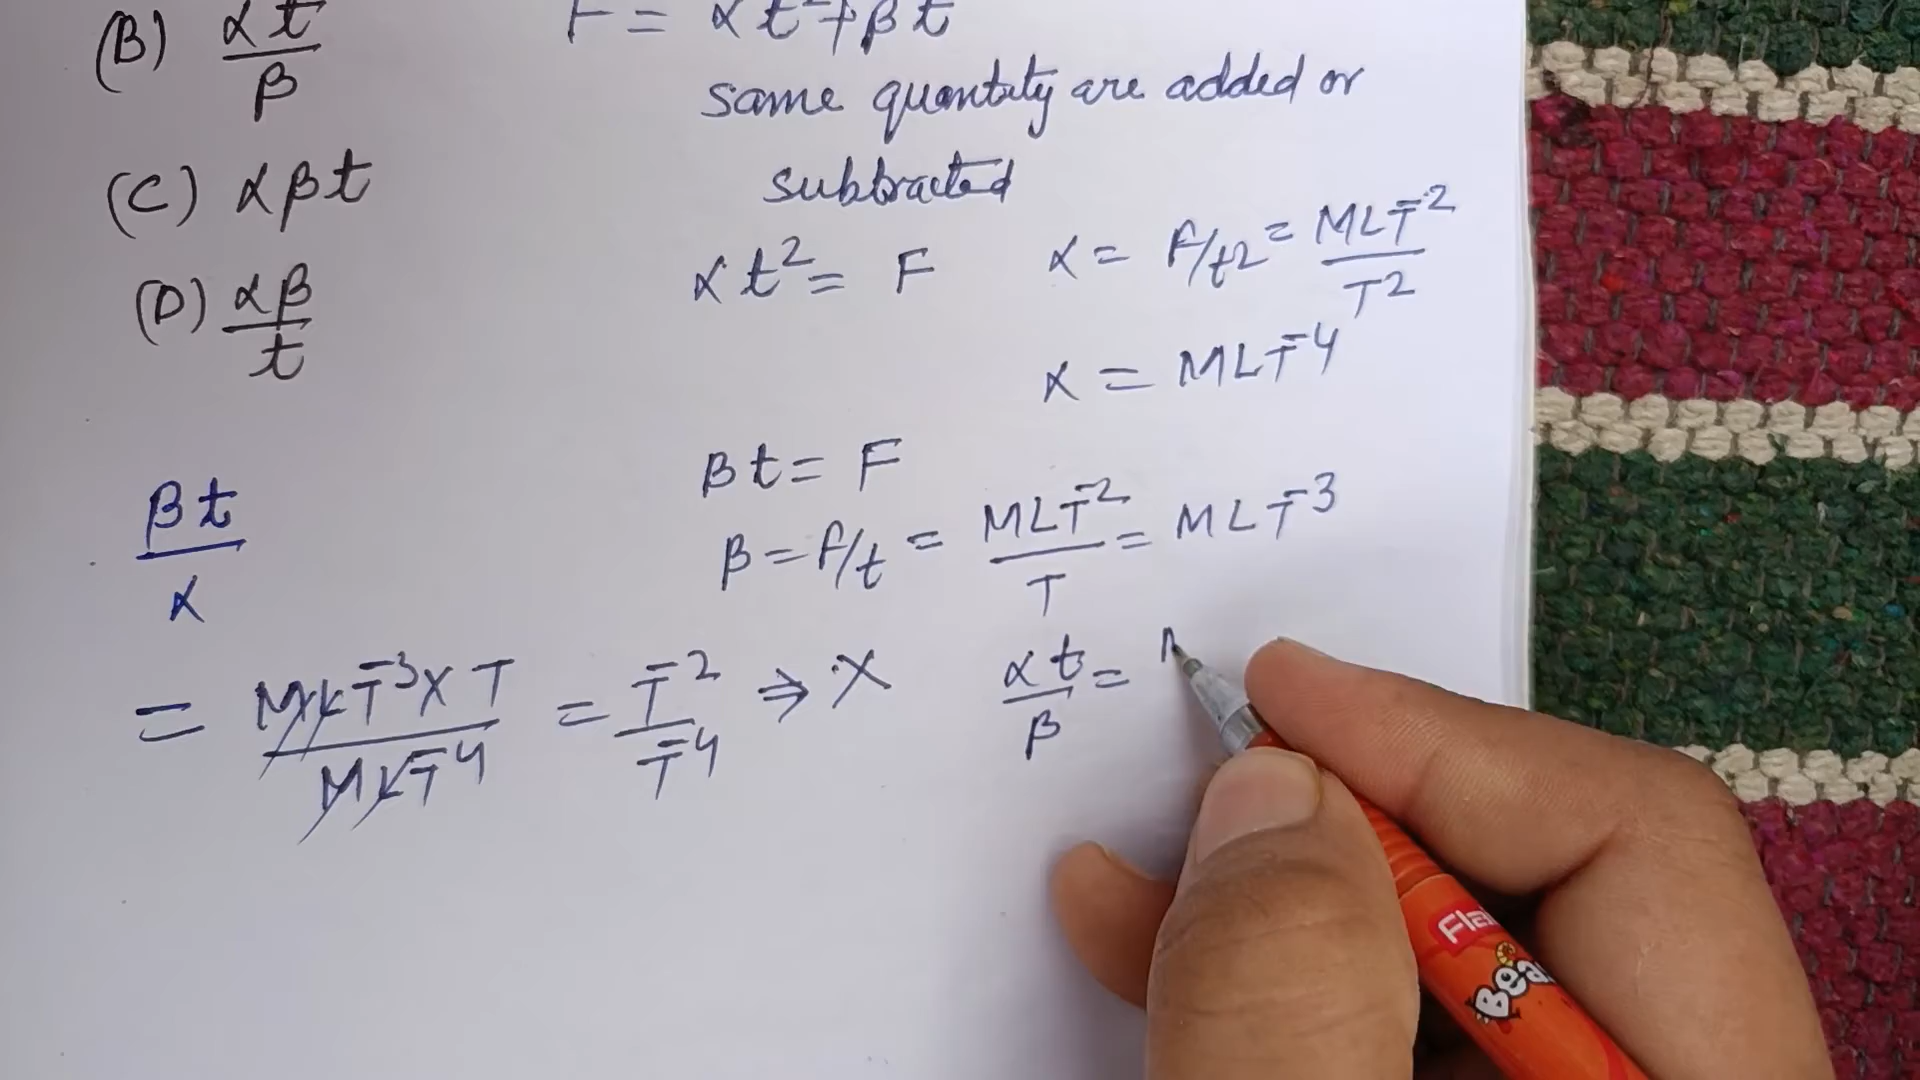 (B) αt/β
F = αt²+βt
same quantity are added or
subtracted
(C) αβt
(D) αβ/t
αt² = F
α = F/t2 = MLT⁻²/T²
α = MLT⁻⁴
βt = F
β = F/t = MLT⁻²/T = MLT⁻³
βt/α
= MLT⁻³XT/MLT⁻⁴ = T⁻²/T⁻⁴ ⇒ X
αt/β =